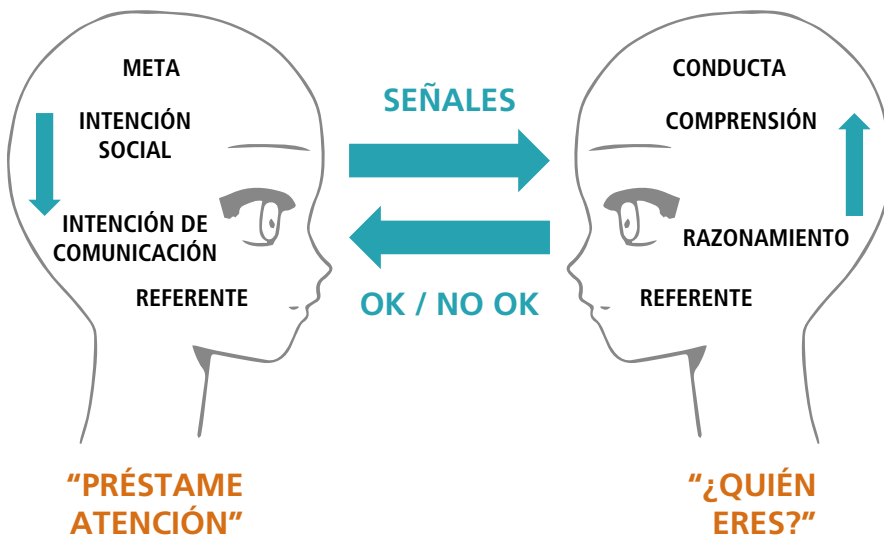 META
INTENCIÓN
SOCIAL
INTENCIÓN DE
COMUNICACIÓN
REFERENTE
SEÑALES
OK / NO OK
CONDUCTA
COMPRENSIÓN
RAZONAMIENTO
REFERENTE
“PRÉSTAME
ATENCIÓN”
“¿QUIÉN
ERES?”